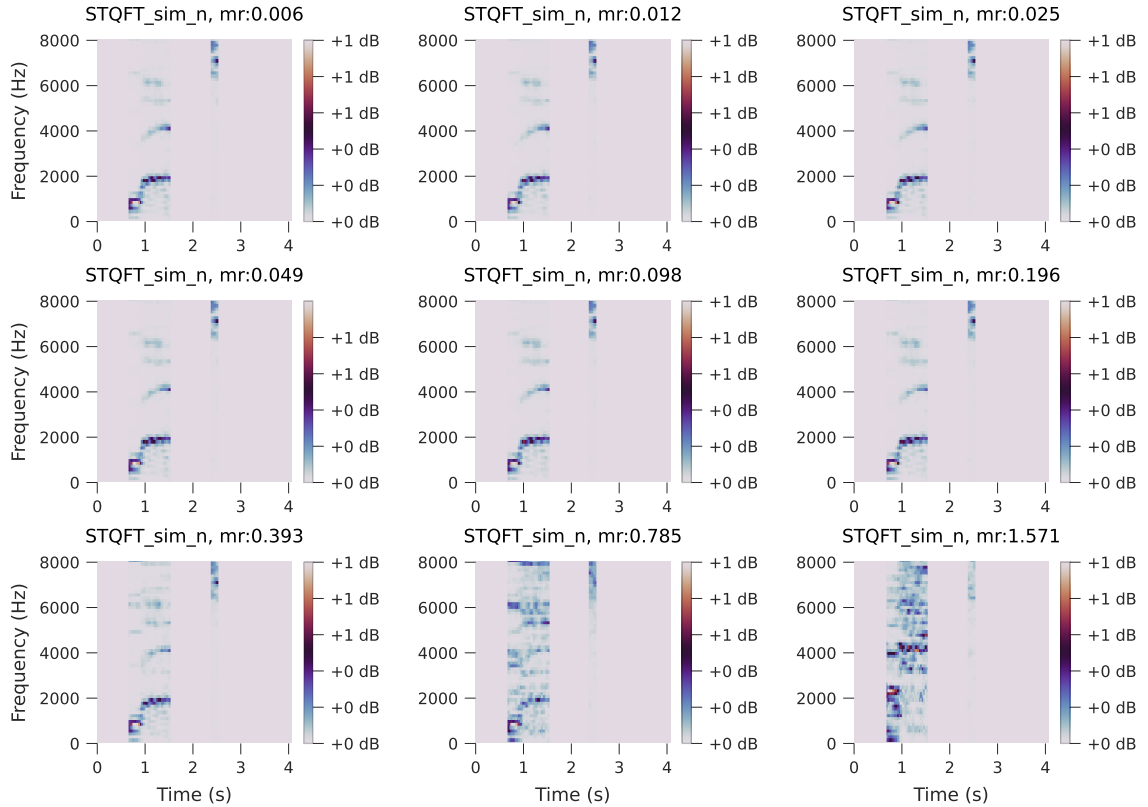 STQFT_sim_n, mr:0.006 STQFT_sim_n, mr:0.012 STQFT_sim_n, mr:0.025
8000 +1 dB 8000 +1 dB 8000 +1 dB
+1 dB +1 dB +1 dB
6000 6000 6000
+1 dB +1 dB +1 dB
4000 4000 4000
+0 dB +0 dB +0 dB
2000 +0 dB 2000 +0 dB 2000 +0 dB
0 +0 dB 0 +0 dB 0 +0 dB
Frequency (Hz)
0 1 2 3 4 0 1 2 3 4 0 1 2 3 4
STQFT_sim_n, mr:0.049 STQFT_sim_n, mr:0.098 STQFT_sim_n, mr:0.196
8000 8000 +1 dB 8000 +1 dB
+1 dB +1 dB +1 dB
6000 6000 6000
+1 dB +1 dB +1 dB
4000 4000 4000
+0 dB +0 dB +0 dB
2000 +0 dB 2000 +0 dB 2000 +0 dB
0 +0 dB 0 +0 dB 0 +0 dB
Frequency (Hz)
0 1 2 3 4 0 1 2 3 4 0 1 2 3 4
STQFT_sim_n, mr:0.393 STQFT_sim_n, mr:0.785 STQFT_sim_n, mr:1.571
8000 +1 dB 8000 +1 dB 8000 +1 dB
+1 dB +1 dB +1 dB
6000 6000 6000
+1 dB +1 dB +1 dB
4000 4000 4000
+0 dB +0 dB +0 dB
2000 +0 dB 2000 +0 dB 2000 +0 dB
0 +0 dB 0 +0 dB 0 +0 dB
Frequency (Hz)
0 1 2 3 4 0 1 2 3 4 0 1 2 3 4
Time (s) Time (s) Time (s)